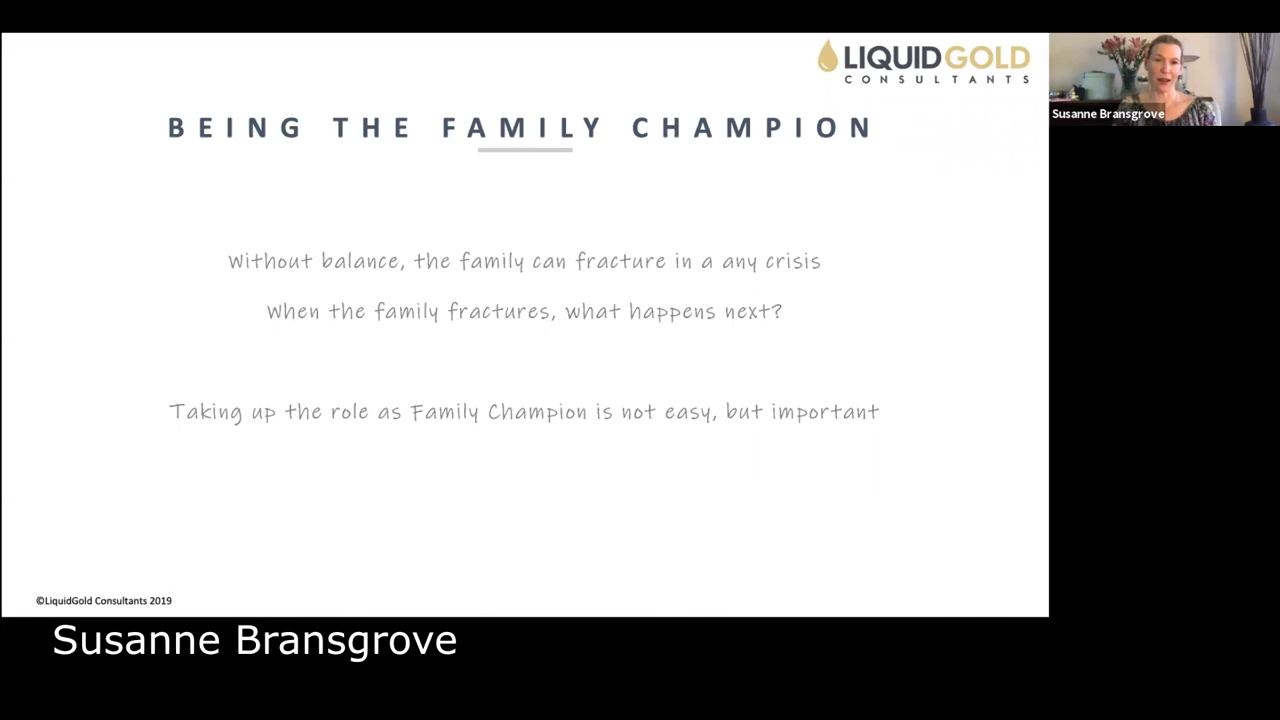 LIQUIDGOLD
CONSULTANTS
Susanne Bransgrove
BEING THE FAMILY CHAMPION
Without balance, the family can fracture in a any crisis
When the family fractures, what happens next?
Taking up the role as Family Champion is not easy, but important
©LiquidGold Consultants 2019
Susanne Bransgrove